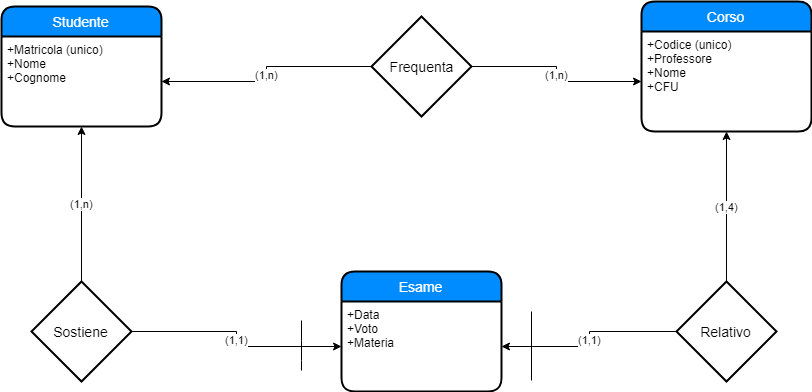 Studente
+Matricola (unico)
+Nome
+Cognome
(1,n)
Frequenta
(1,n)
Corso
+Codice (unico)
+Professore
+Nome
+CFU
(1,n)
(1,4)
Sostiene
(1,1)
Esame
+Data
+Voto
+Materia
(1,1)
Relativo